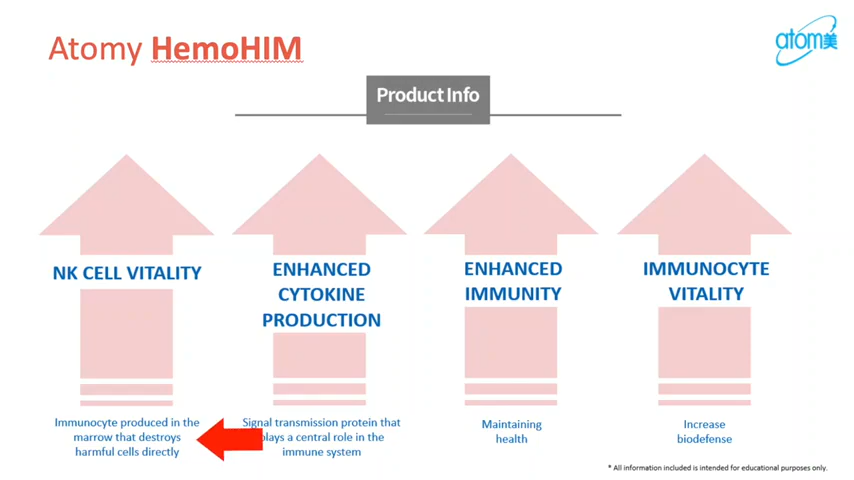 Atomy HemoHIM
atom美
Product Info
NK CELL VITALITY
ENHANCED
CYTOKINE
PRODUCTION
ENHANCED
IMMUNITY
IMMUNOCYTE
VITALITY
Immunocyte produced in the
marrow that destroys
harmful cells directly
Signal transmission protein that
plays a central role in the
immune system
Maintaining
health
Increase
biodefense
* All information included is intended for educational purposes only.